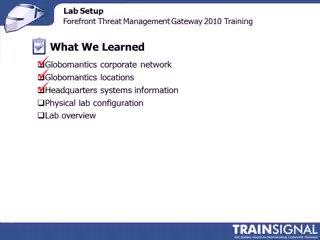 Lab Setup
Forefront Threat Management Gateway 2010 Training
What We Learned
Globomantics corporate network
Globomantics locations
Headquarters systems information
Physical lab configuration
Lab overview
TRAINSIGNAL